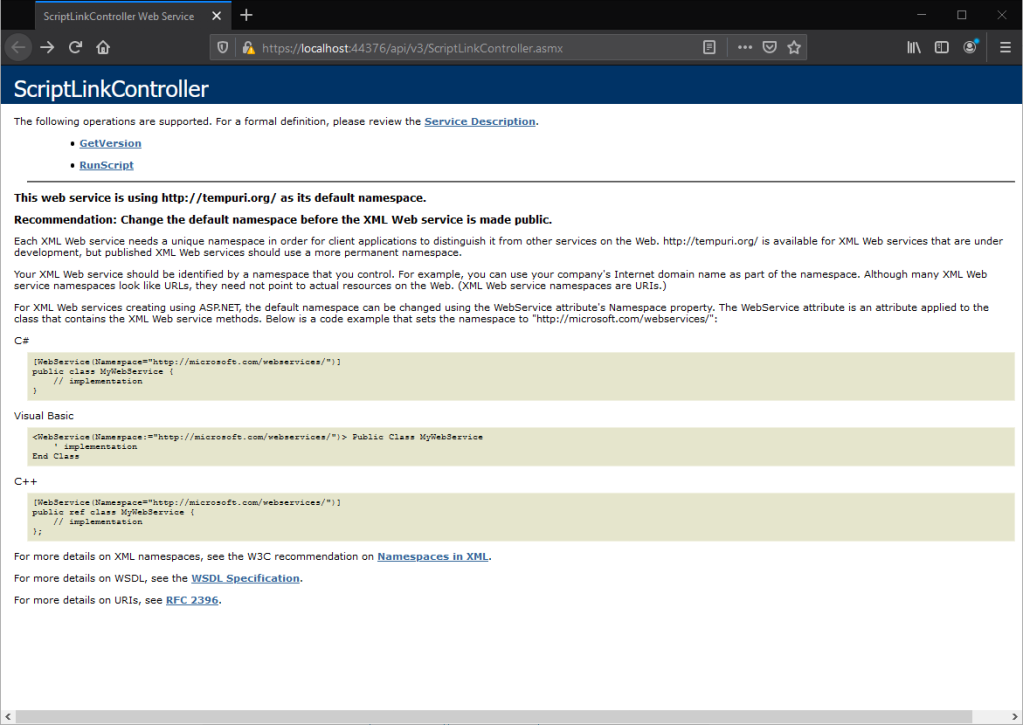 ScriptLinkController Web Service
https://localhost:44376/api/v3/ScriptLinkController.asmx
ScriptLinkController
The following operations are supported. For a formal definition, please review the Service Description.
• GetVersion
• RunScript
This web service is using http://tempuri.org/ as its default namespace.
Recommendation: Change the default namespace before the XML Web service is made public.
Each XML Web service needs a unique namespace in order for client applications to distinguish it from other services on the Web. http://tempuri.org/ is available for XML Web services that are under
development, but published XML Web services should use a more permanent namespace.
Your XML Web service should be identified by a namespace that you control. For example, you can use your company's Internet domain name as part of the namespace. Although many XML Web
service namespaces look like URLs, they need not point to actual resources on the Web. (XML Web service namespaces are URIs.)
For XML Web services creating using ASP.NET, the default namespace can be changed using the WebService attribute's Namespace property. The WebService attribute is an attribute applied to the
class that contains the XML Web service methods. Below is a code example that sets the namespace to "http://microsoft.com/webservices/":
C#
[WebService(Namespace="http://microsoft.com/webservices/")]
public class MyWebService {
// implementation
}
Visual Basic
<WebService(Namespace:="http://microsoft.com/webservices/")> Public Class MyWebService
' implementation
End Class
C++
[WebService(Namespace="http://microsoft.com/webservices/")]
public ref class MyWebService {
// implementation
};
For more details on XML namespaces, see the W3C recommendation on Namespaces in XML.
For more details on WSDL, see the WSDL Specification.
For more details on URIs, see RFC 2396.